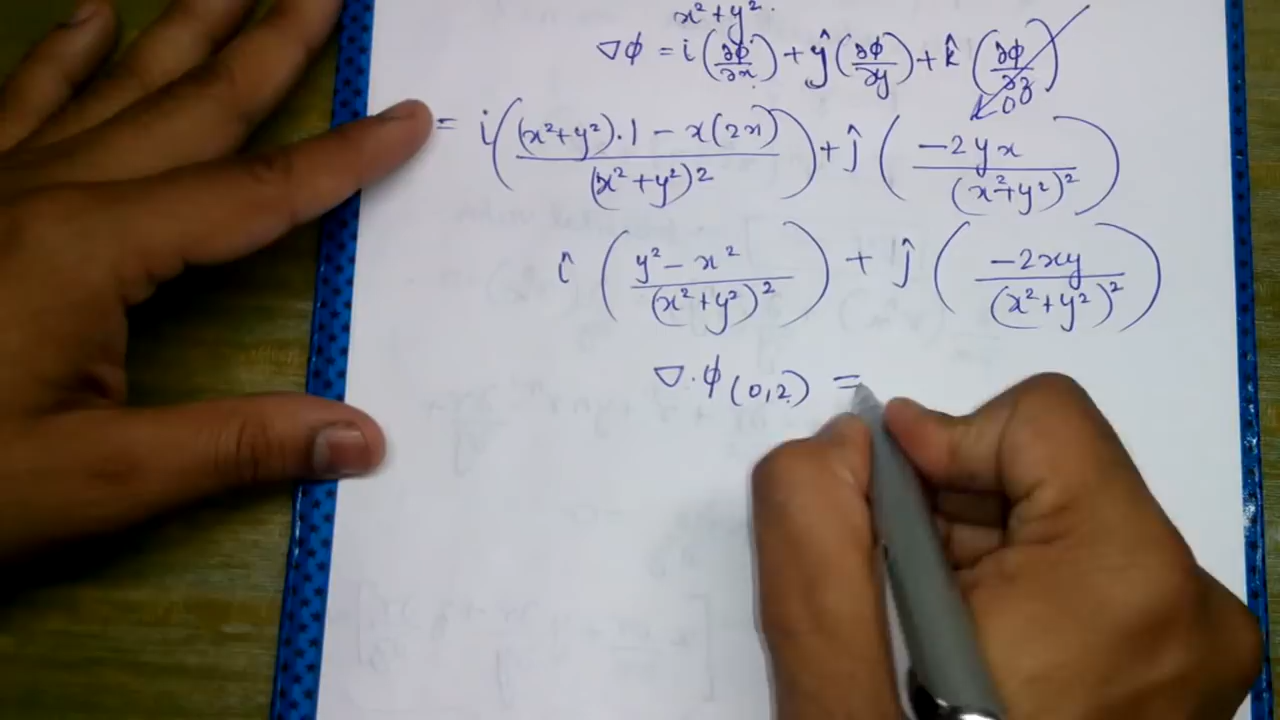 x² + y².
∇ϕ = i (∂ϕ/∂x) + ĵ (∂ϕ/∂y) + k̂ (∂ϕ/∂z)
= i ((x²+y²).1 − x(2x) / (x²+y²)²) + ĵ (−2yx / (x²+y²)²)
î (y² − x² / (x²+y²)²) + ĵ (−2xy / (x²+y²)²)
∇.ϕ (0,2) =